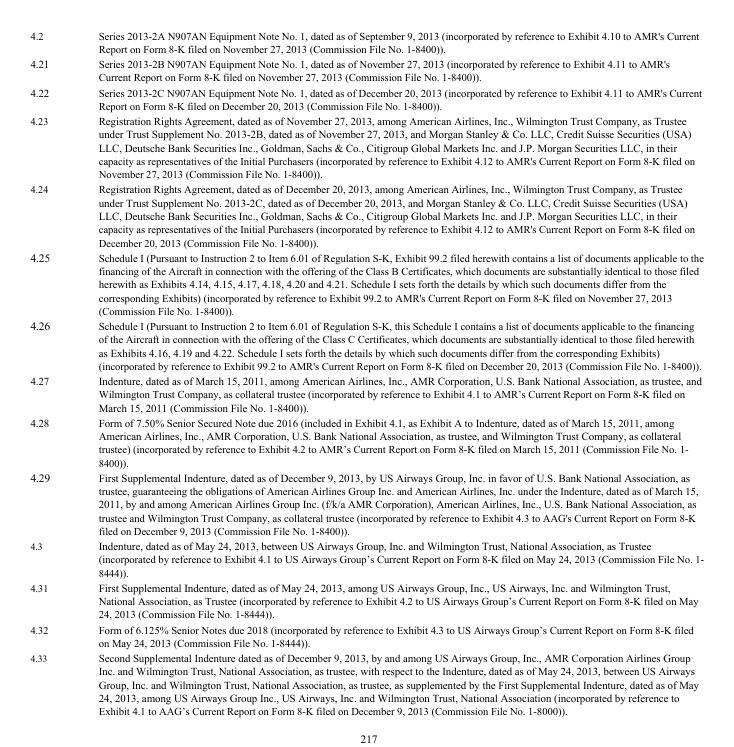 4.2 Series 2013-2A N907AN Equipment Note No. 1, dated as of September 9, 2013 (incorporated by reference to Exhibit 4.10 to AMR's Current
Report on Form 8-K filed on November 27, 2013 (Commission File No. 1-8400)).
4.21 Series 2013-2B N907AN Equipment Note No. 1, dated as of November 27, 2013 (incorporated by reference to Exhibit 4.11 to AMR's
Current Report on Form 8-K filed on November 27, 2013 (Commission File No. 1-8400)).
4.22 Series 2013-2C N907AN Equipment Note No. 1, dated as of December 20, 2013 (incorporated by reference to Exhibit 4.11 to AMR's Current
Report on Form 8-K filed on December 20, 2013 (Commission File No. 1-8400)).
4.23 Registration Rights Agreement, dated as of November 27, 2013, among American Airlines, Inc., Wilmington Trust Company, as Trustee
under Trust Supplement No. 2013-2B, dated as of November 27, 2013, and Morgan Stanley & Co. LLC, Credit Suisse Securities (USA)
LLC, Deutsche Bank Securities Inc., Goldman, Sachs & Co., Citigroup Global Markets Inc. and J.P. Morgan Securities LLC, in their
capacity as representatives of the Initial Purchasers (incorporated by reference to Exhibit 4.12 to AMR's Current Report on Form 8-K filed on
November 27, 2013 (Commission File No. 1-8400)).
4.24 Registration Rights Agreement, dated as of December 20, 2013, among American Airlines, Inc., Wilmington Trust Company, as Trustee
under Trust Supplement No. 2013-2C, dated as of December 20, 2013, and Morgan Stanley & Co. LLC, Credit Suisse Securities (USA)
LLC, Deutsche Bank Securities Inc., Goldman, Sachs & Co., Citigroup Global Markets Inc. and J.P. Morgan Securities LLC, in their
capacity as representatives of the Initial Purchasers (incorporated by reference to Exhibit 4.12 to AMR's Current Report on Form 8-K filed on
December 20, 2013 (Commission File No. 1-8400)).
4.25 Schedule I (Pursuant to Instruction 2 to Item 6.01 of Regulation S-K, Exhibit 99.2 filed herewith contains a list of documents applicable to the
financing of the Aircraft in connection with the offering of the Class B Certificates, which documents are substantially identical to those filed
herewith as Exhibits 4.14, 4.15, 4.17, 4.18, 4.20 and 4.21. Schedule I sets forth the details by which such documents differ from the
corresponding Exhibits) (incorporated by reference to Exhibit 99.2 to AMR's Current Report on Form 8-K filed on November 27, 2013
(Commission File No. 1-8400)).
4.26 Schedule I (Pursuant to Instruction 2 to Item 6.01 of Regulation S-K, this Schedule I contains a list of documents applicable to the financing
of the Aircraft in connection with the offering of the Class C Certificates, which documents are substantially identical to those filed herewith
as Exhibits 4.16, 4.19 and 4.22. Schedule I sets forth the details by which such documents differ from the corresponding Exhibits)
(incorporated by reference to Exhibit 99.2 to AMR's Current Report on Form 8-K filed on December 20, 2013 (Commission File No. 1-8400)).
4.27 Indenture, dated as of March 15, 2011, among American Airlines, Inc., AMR Corporation, U.S. Bank National Association, as trustee, and
Wilmington Trust Company, as collateral trustee (incorporated by reference to Exhibit 4.1 to AMR’s Current Report on Form 8-K filed on
March 15, 2011 (Commission File No. 1-8400)).
4.28 Form of 7.50% Senior Secured Note due 2016 (included in Exhibit 4.1, as Exhibit A to Indenture, dated as of March 15, 2011, among
American Airlines, Inc., AMR Corporation, U.S. Bank National Association, as trustee, and Wilmington Trust Company, as collateral
trustee) (incorporated by reference to Exhibit 4.2 to AMR’s Current Report on Form 8-K filed on March 15, 2011 (Commission File No. 1-
8400)).
4.29 First Supplemental Indenture, dated as of December 9, 2013, by US Airways Group, Inc. in favor of U.S. Bank National Association, as
trustee, guaranteeing the obligations of American Airlines Group Inc. and American Airlines, Inc. under the Indenture, dated as of March 15,
2011, by and among American Airlines Group Inc. (f/k/a AMR Corporation), American Airlines, Inc., U.S. Bank National Association, as
trustee and Wilmington Trust Company, as collateral trustee (incorporated by reference to Exhibit 4.3 to AAG's Current Report on Form 8-K
filed on December 9, 2013 (Commission File No. 1-8400)).
4.3 Indenture, dated as of May 24, 2013, between US Airways Group, Inc. and Wilmington Trust, National Association, as Trustee
(incorporated by reference to Exhibit 4.1 to US Airways Group’s Current Report on Form 8-K filed on May 24, 2013 (Commission File No. 1-
8444)).
4.31 First Supplemental Indenture, dated as of May 24, 2013, among US Airways Group, Inc., US Airways, Inc. and Wilmington Trust,
National Association, as Trustee (incorporated by reference to Exhibit 4.2 to US Airways Group’s Current Report on Form 8-K filed on May
24, 2013 (Commission File No. 1-8444)).
4.32 Form of 6.125% Senior Notes due 2018 (incorporated by reference to Exhibit 4.3 to US Airways Group’s Current Report on Form 8-K filed
on May 24, 2013 (Commission File No. 1-8444)).
4.33 Second Supplemental Indenture dated as of December 9, 2013, by and among US Airways Group, Inc., AMR Corporation Airlines Group
Inc. and Wilmington Trust, National Association, as trustee, with respect to the Indenture, dated as of May 24, 2013, between US Airways
Group, Inc. and Wilmington Trust, National Association, as trustee, as supplemented by the First Supplemental Indenture, dated as of May
24, 2013, among US Airways Group Inc., US Airways, Inc. and Wilmington Trust, National Association (incorporated by reference to
Exhibit 4.1 to AAG’s Current Report on Form 8-K filed on December 9, 2013 (Commission File No. 1-8000)).
217